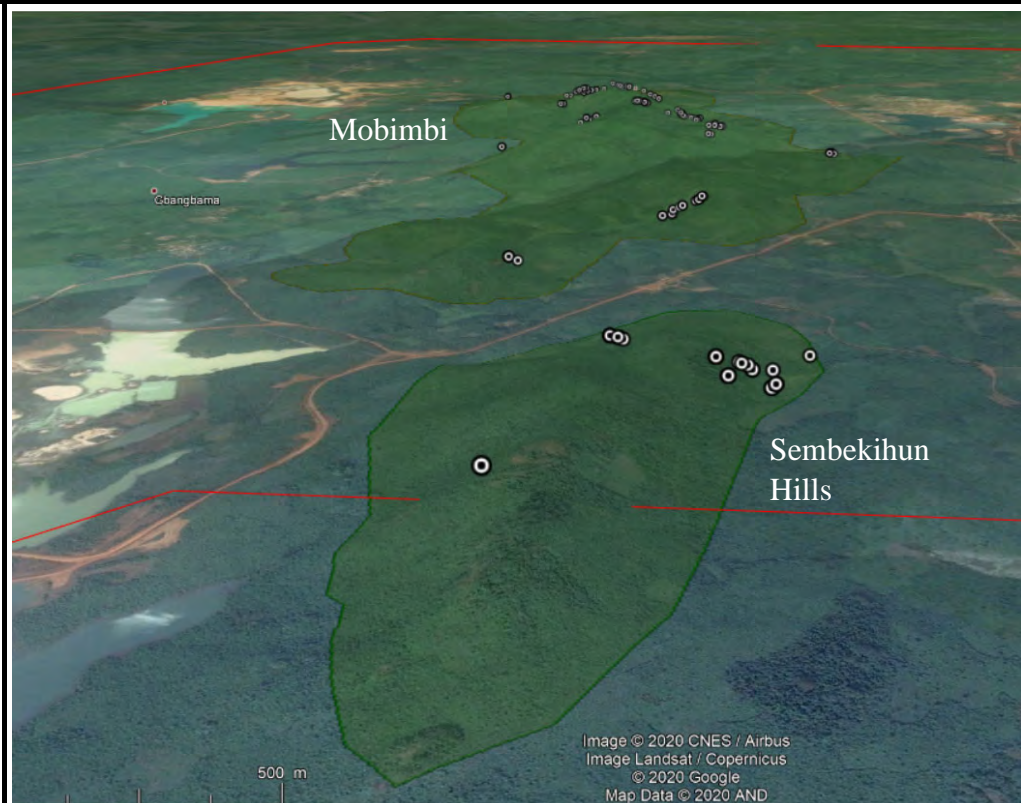 Mobimbi
Gbangbama
Sembekihun
Hills
500 m
Image © 2020 CNES / Airbus
Image Landsat / Copernicus
© 2020 Google
Map Data © 2020 AND